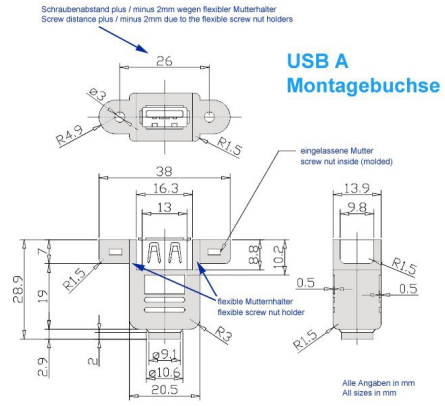 Schraubenabstand plus / minus 2mm wegen flexibler Mutterhalter
Screw distance plus / minus 2mm due to the flexible screw nut holders
USB A
Montagebuchse
26
ø3
R4.9
R1.5
eingelassene Mutter
screw nut inside (molded)
38
16.3
13
13.9
9.8
7
8.8
10.2
R1.5
R1.5
28.9
19
0.5
0.5
flexible Mutternhalter
flexible screw nut holder
R3
R1.5
2.9
2
ø9.1
ø10.6
20.5
Alle Angaben in mm
All sizes in mm